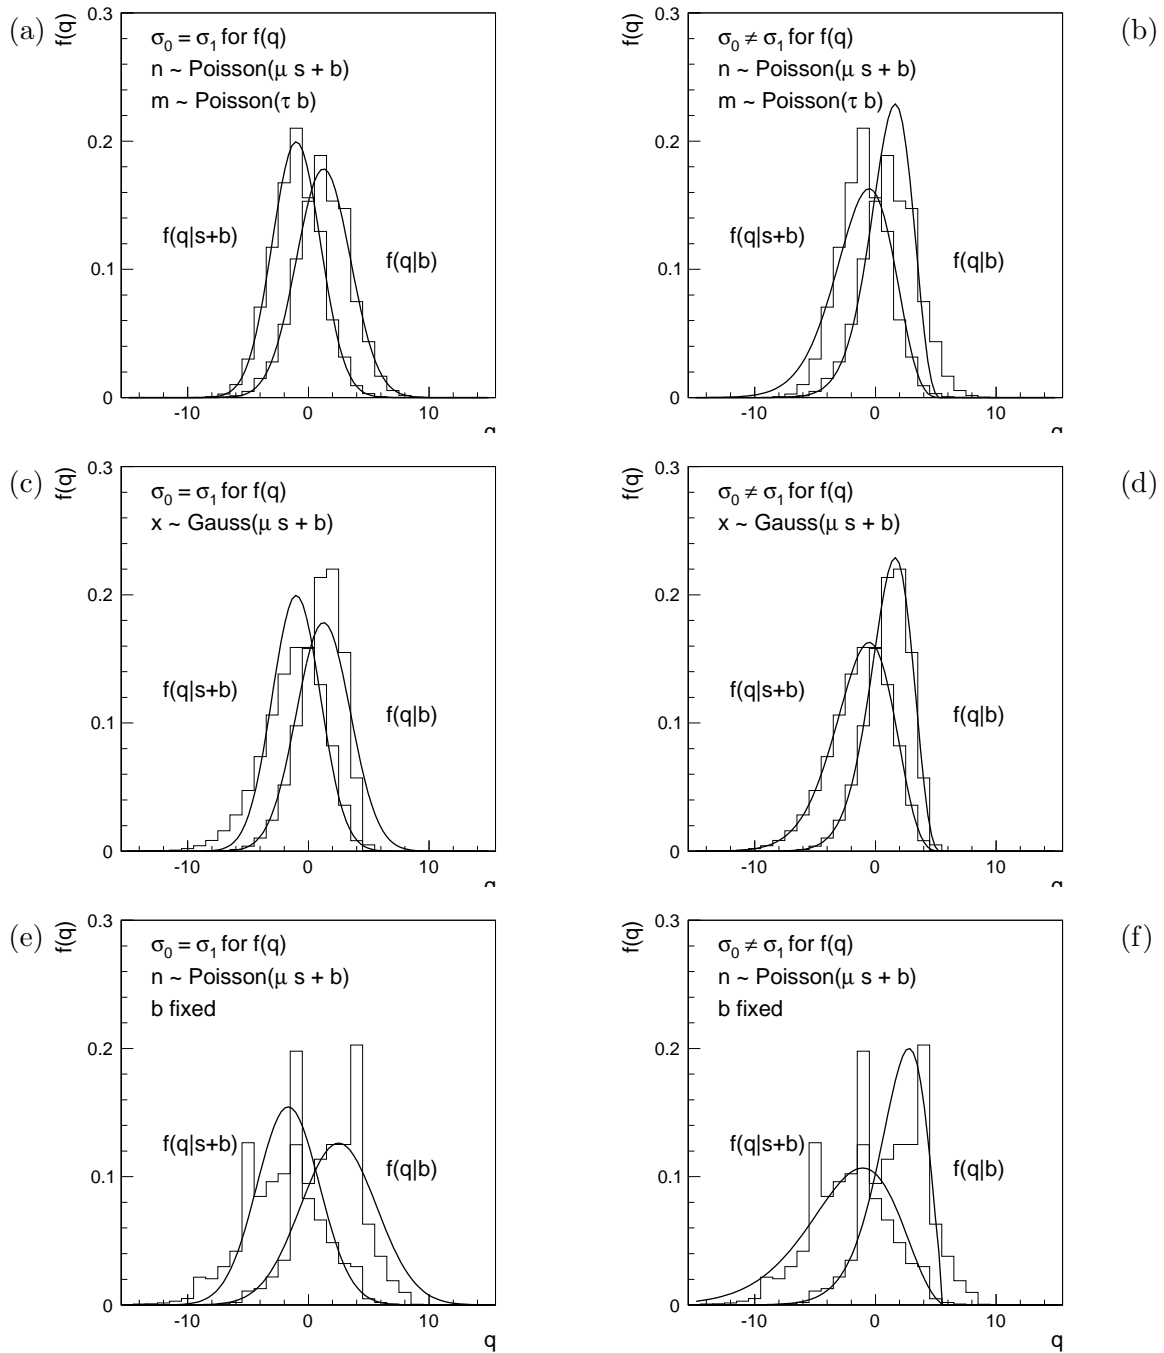 (a)
f(q)
0.3
σ0 = σ1 for f(q)
n ~ Poisson(μ s + b)
m ~ Poisson(τ b)
0.2
f(q|s+b)
f(q|b)
0.1
0
-10 0 10
q
(b)
f(q)
0.3
σ0 ≠ σ1 for f(q)
n ~ Poisson(μ s + b)
m ~ Poisson(τ b)
0.2
f(q|s+b)
f(q|b)
0.1
0
-10 0 10
q
(c)
f(q)
0.3
σ0 = σ1 for f(q)
x ~ Gauss(μ s + b)
0.2
f(q|s+b)
f(q|b)
0.1
0
-10 0 10
q
(d)
f(q)
0.3
σ0 ≠ σ1 for f(q)
x ~ Gauss(μ s + b)
0.2
f(q|s+b)
f(q|b)
0.1
0
-10 0 10
q
(e)
f(q)
0.3
σ0 = σ1 for f(q)
n ~ Poisson(μ s + b)
b fixed
0.2
f(q|s+b)
f(q|b)
0.1
0
-10 0 10
q
(f)
f(q)
0.3
σ0 ≠ σ1 for f(q)
n ~ Poisson(μ s + b)
b fixed
0.2
f(q|s+b)
f(q|b)
0.1
0
-10 0 10
q